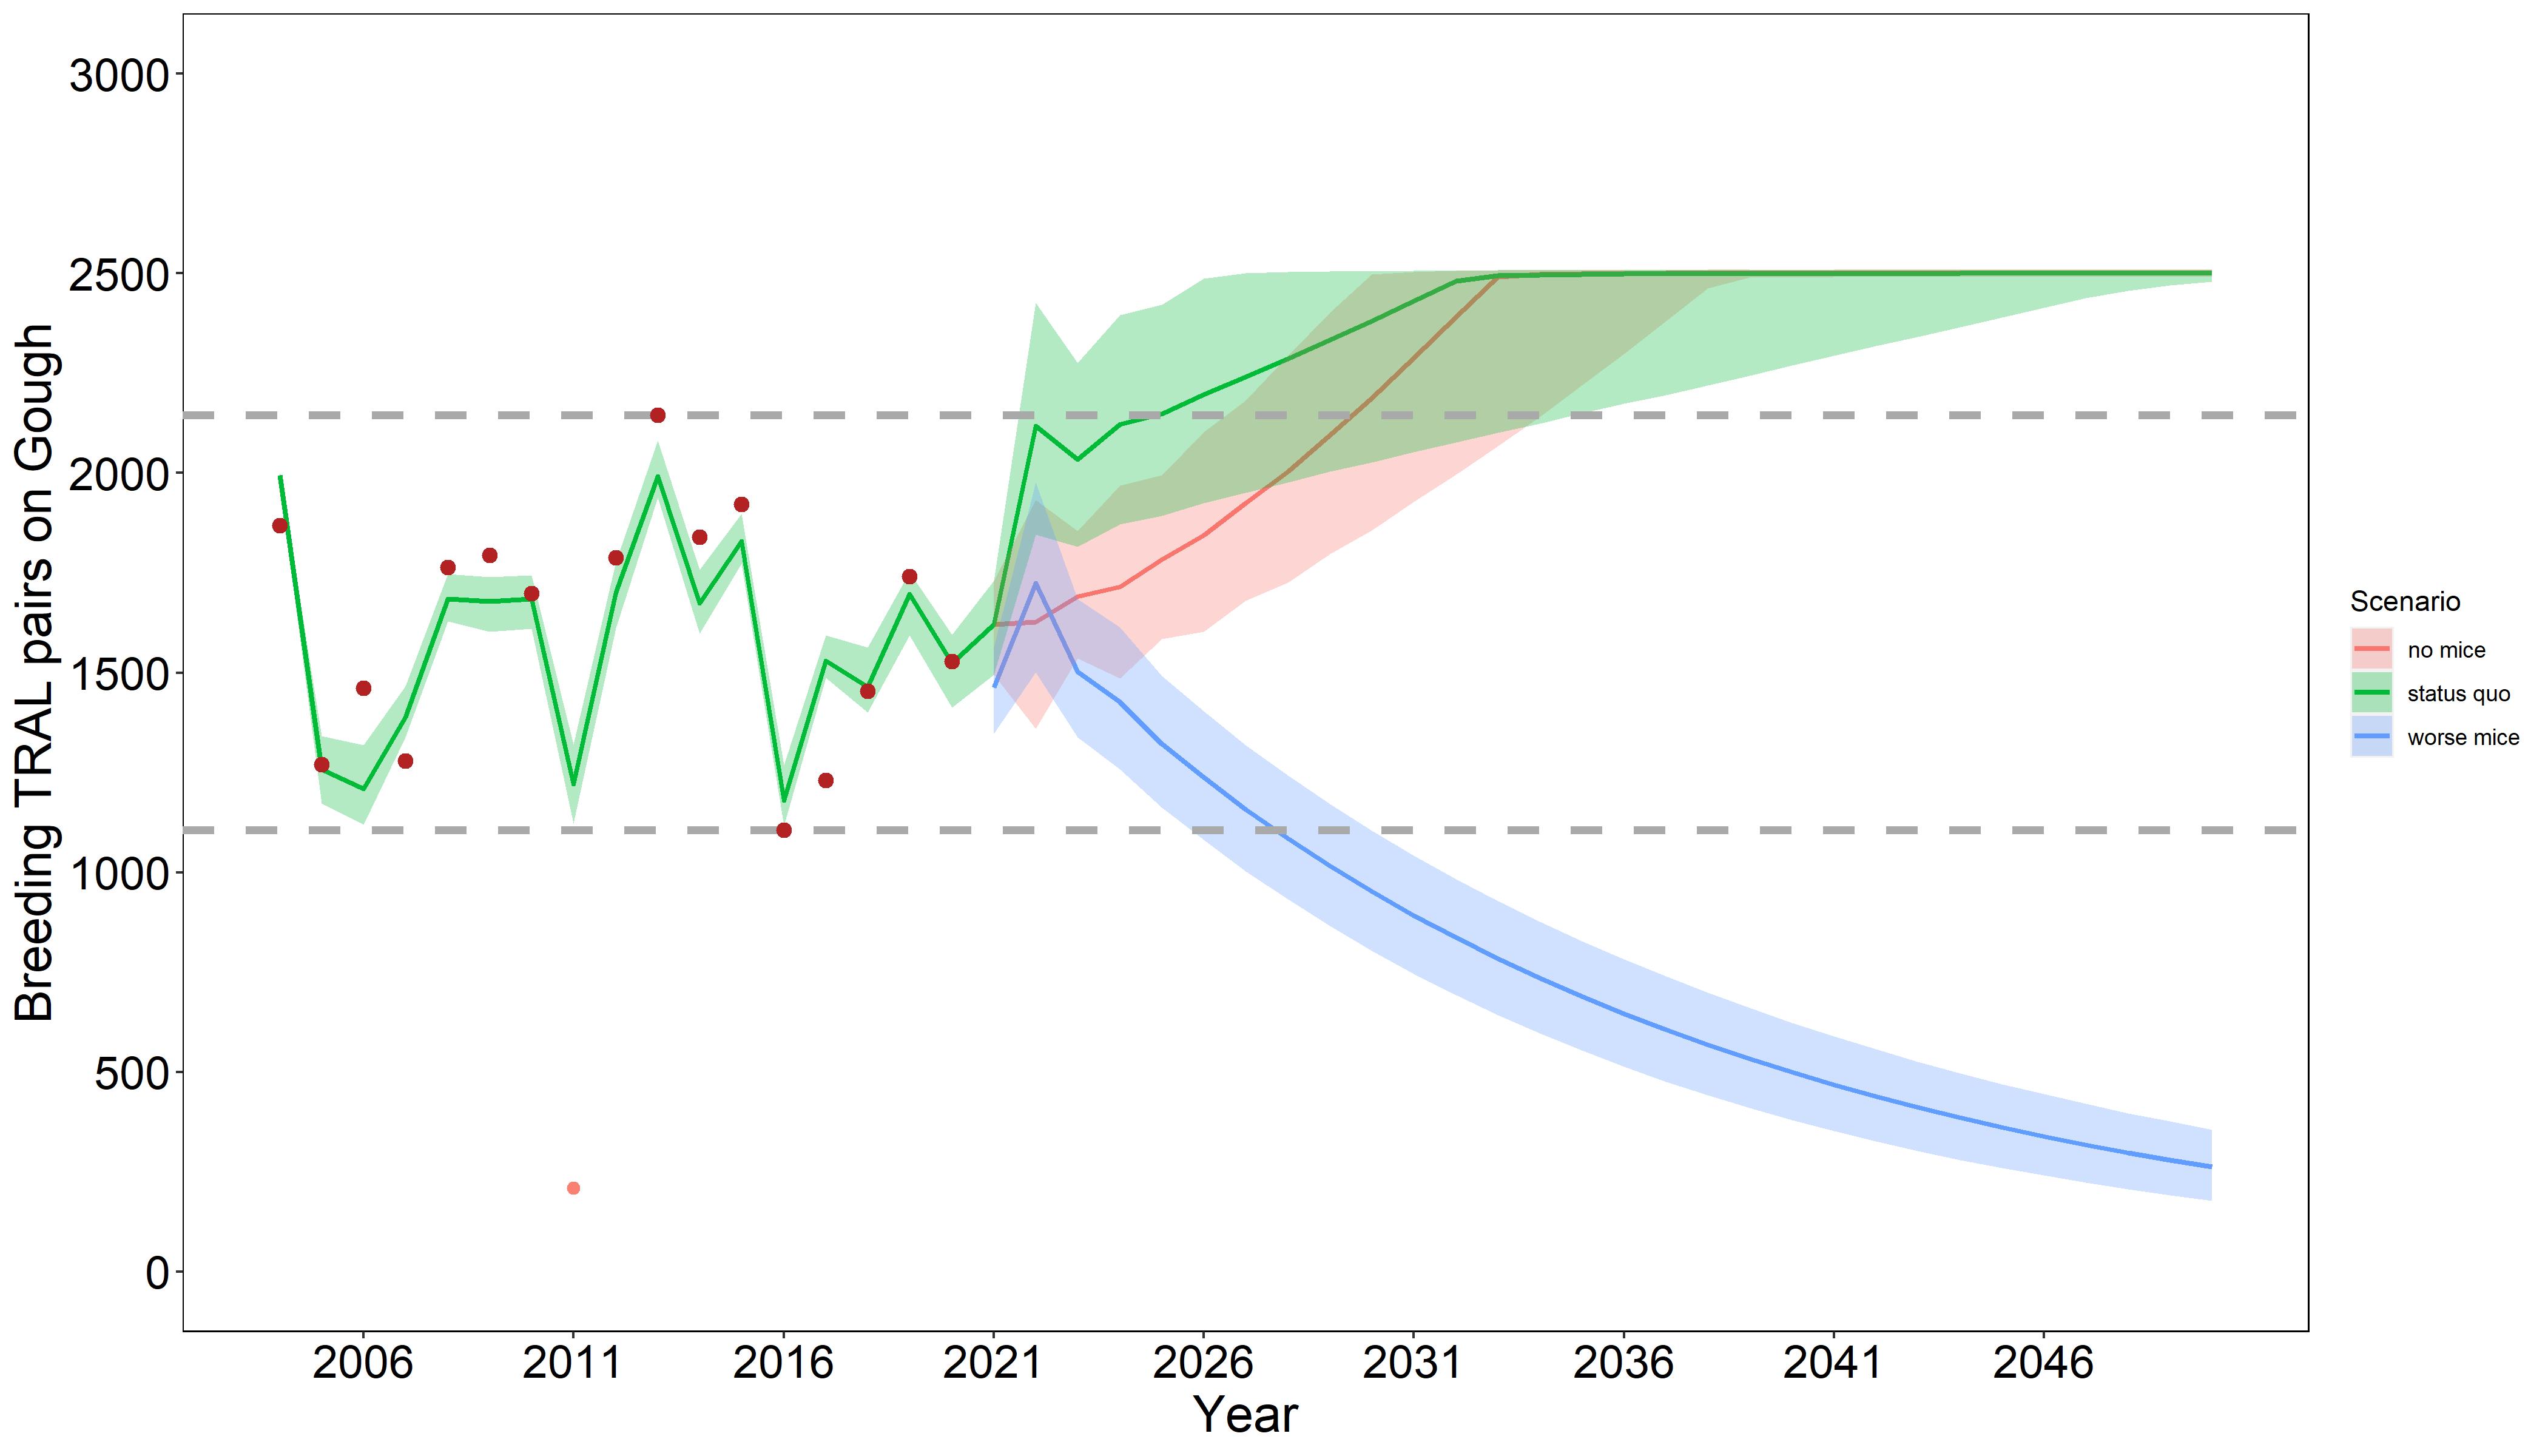 Breeding TRAL pairs on Gough
3000
2500
2000
1500
1000
500
0
2006
2011
2016
2021
2026
2031
2036
2041
2046
Year
Scenario
no mice
status quo
worse mice